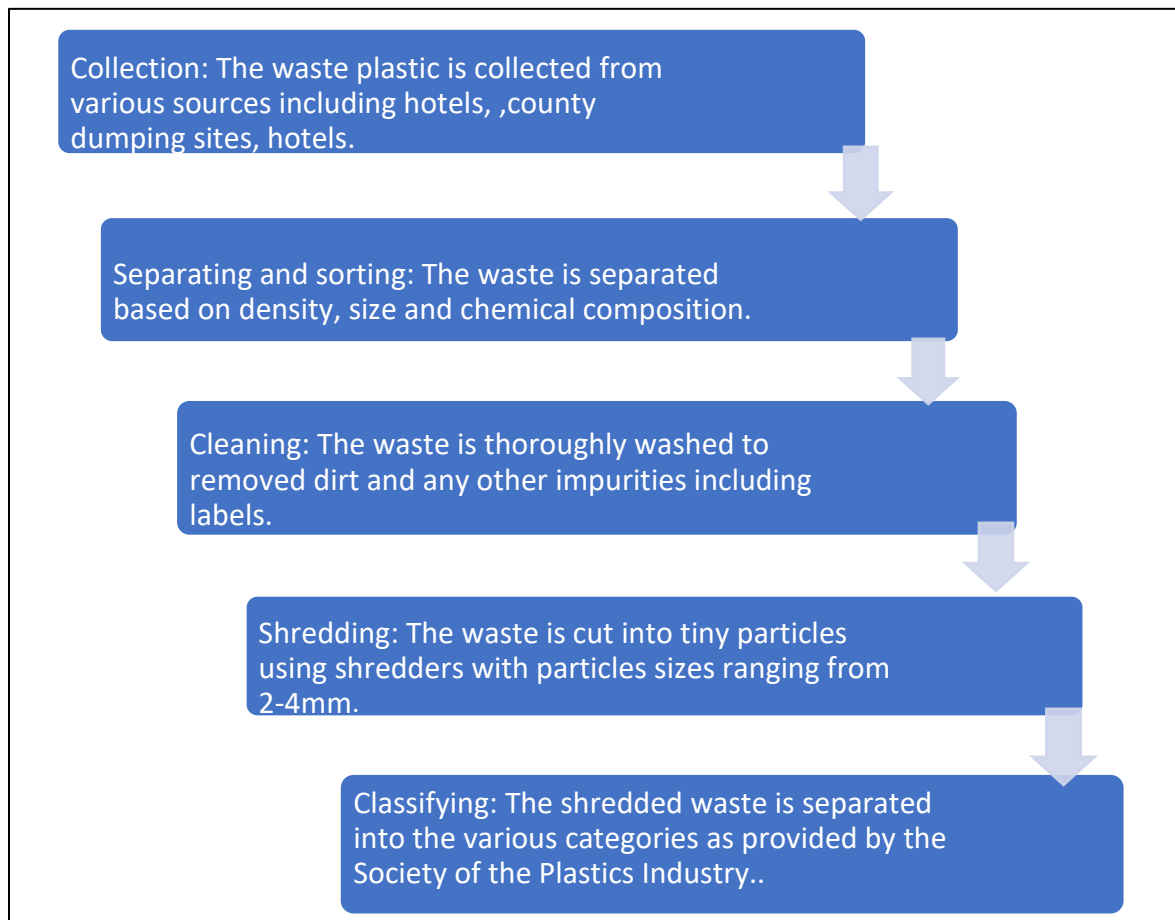 Collection: The waste plastic is collected from
various sources including hotels, ,county
dumping sites, hotels.
Separating and sorting: The waste is separated
based on density, size and chemical composition.
Cleaning: The waste is thoroughly washed to
removed dirt and any other impurities including
labels.
Shredding: The waste is cut into tiny particles
using shredders with particles sizes ranging from
2-4mm.
Classifying: The shredded waste is separated
into the various categories as provided by the
Society of the Plastics Industry..